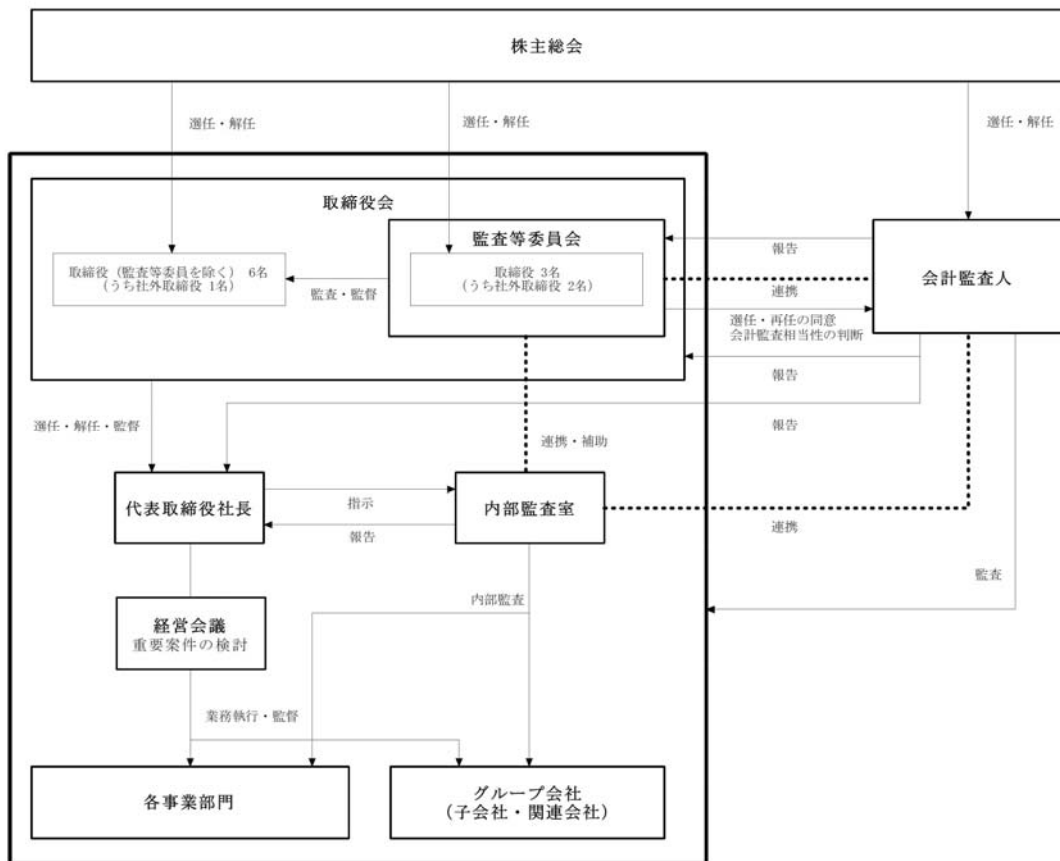 株主総会
選任・解任
選任・解任
選任・解任
取締役会
監査等委員会
取締役（監査等委員を除く） 6名
（うち社外取締役 1名）
監査・監督
取締役 3名
（うち社外取締役 2名）
報告
連携
会計監査人
選任・再任の同意
会計監査相当性の判断
報告
報告
選任・解任・監督
連携・補助
代表取締役社長
指示
報告
内部監査室
連携
監査
経営会議
重要案件の検討
内部監査
業務執行・監督
各事業部門
グループ会社
（子会社・関連会社）